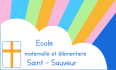 Ecole
maternelle et élémentaire
Saint - Sauveur